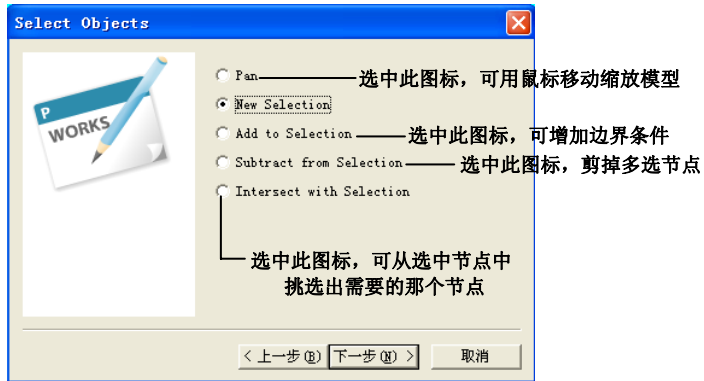 Select Objects
P
WORKS
Pan
选中此图标，可用鼠标移动缩放模型
New Selection
Add to Selection
选中此图标，可增加边界条件
Subtract from Selection
选中此图标，剪掉多选节点
Intersect with Selection
选中此图标，可从选中节点中
挑选出需要的那个节点
<上一步(B) 下一步(N)> 取消